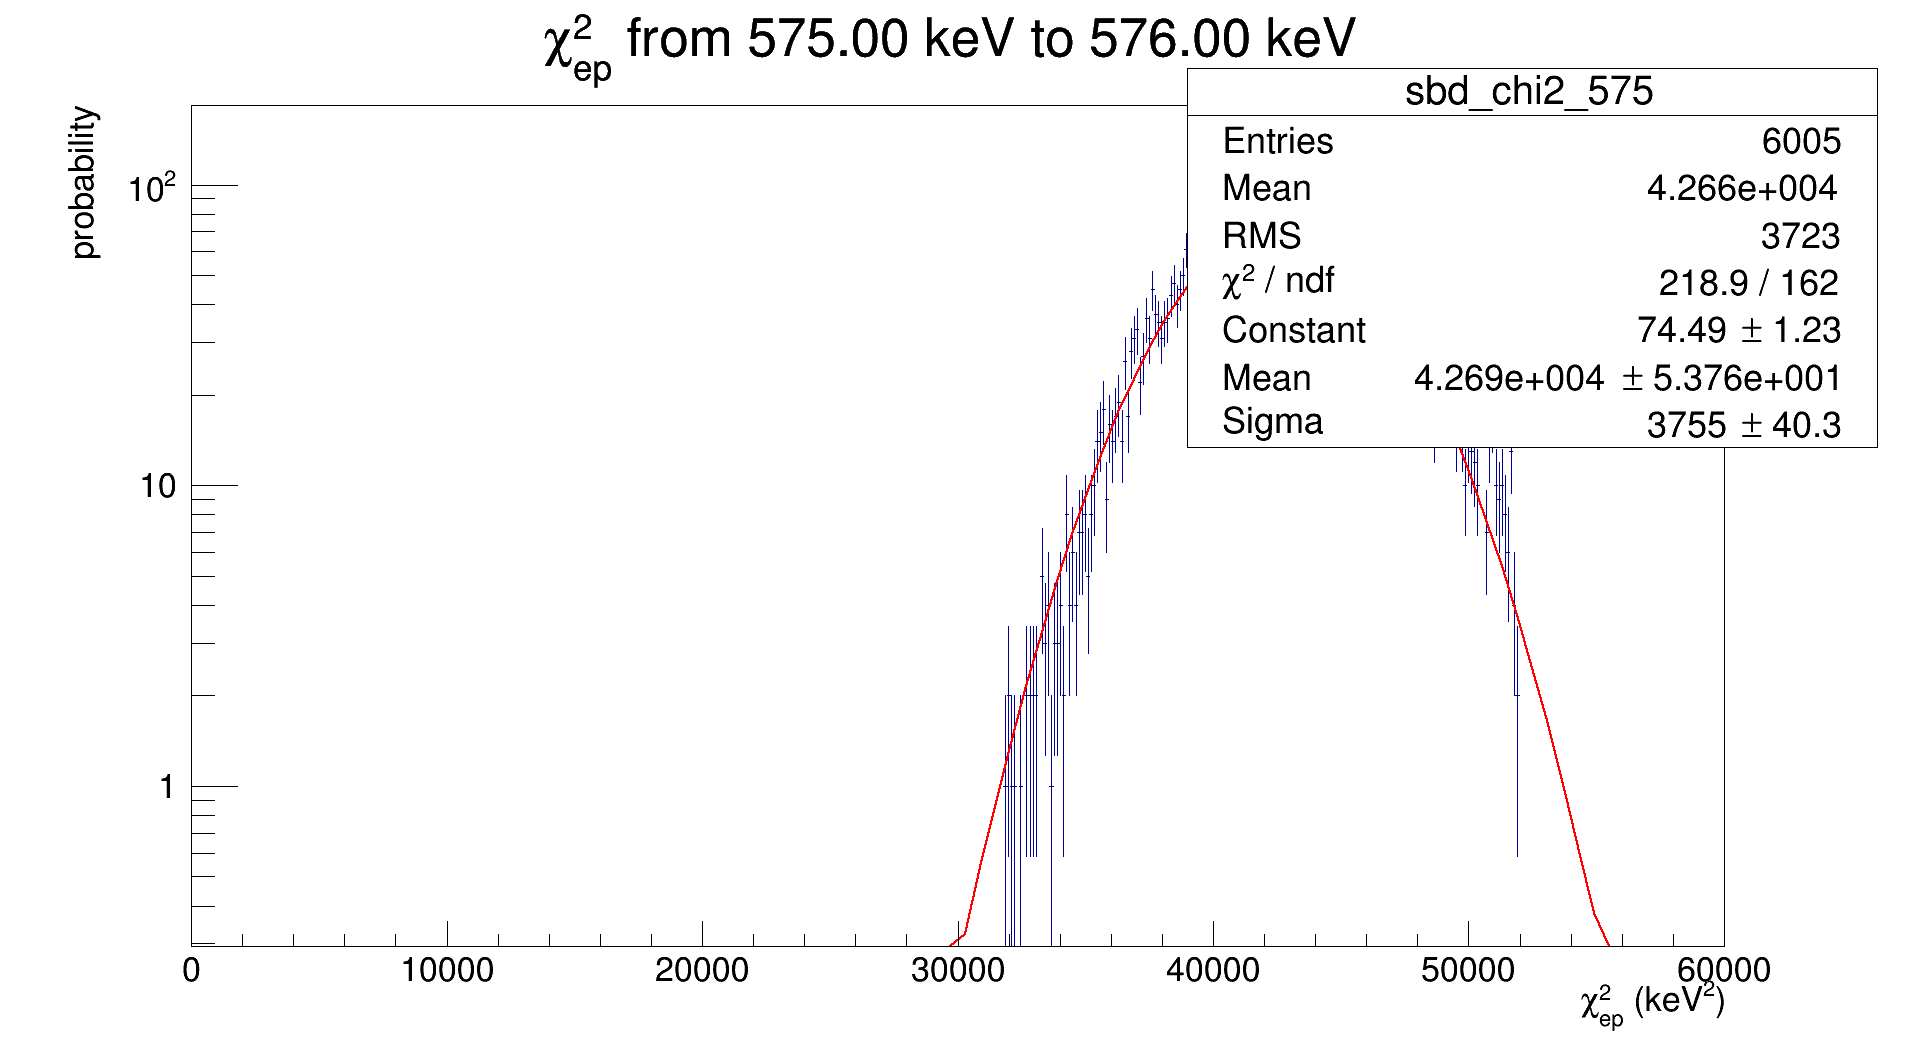 χ²ep from 575.00 keV to 576.00 keV
sbd_chi2_575
Entries 6005
Mean 4.266e+004
RMS 3723
χ² / ndf 218.9 / 162
Constant 74.49 ± 1.23
Mean 4.269e+004 ± 5.376e+001
Sigma 3755 ± 40.3
probability
10²
10
1
0 10000 20000 30000 40000 50000 60000
χ²ep (keV²)